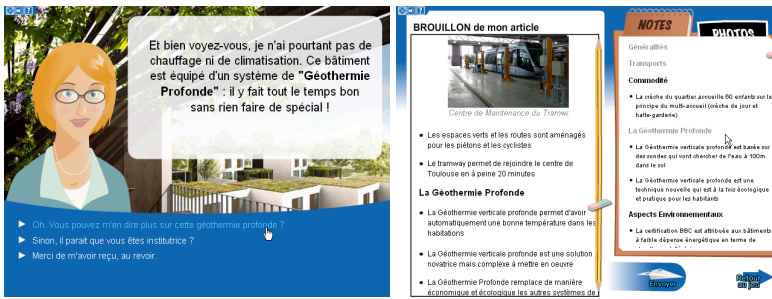 Et bien voyez-vous, je n'ai pourtant pas de
chauffage ni de climatisation. Ce bâtiment
est équipé d'un système de "Géothermie
Profonde" : il y fait tout le temps bon
sans rien faire de spécial !
Oh. Vous pouvez m'en dire plus sur cette géothermie profonde ?
Sinon, il parait que vous êtes institutrice ?
Merci de m'avoir reçu, au revoir.
BROUILLON de mon article
Centre de Maintenance du Tramwa
Les espaces verts et les routes sont aménagés
pour les piétons et les cyclistes
Le tramway permet de rejoindre le centre de
Toulouse en à peine 20 minutes
La Géothermie Profonde
La Géothermie verticale profonde permet d'avoir
automatiquement une bonne température dans les
habitations
La Géothermie verticale profonde est une solution
novatrice mais complexe à mettre en oeuvre
La Géothermie Profonde remplace de manière
économique et écologique les autres systèmes de
NOTES
PHOTOS
Généralités
Transports
Commodité
La crèche du quartier accueille 60 enfants sur le
principe du multi-accueil (crèche de jour et
halte-garderie)
La Géothermie Profonde
La Géothermie verticale profonde est basée sur
des sondes qui vont chercher de l'eau à 100m
dans le sol
La Géothermie verticale profonde est une
technique nouvelle qui est à la fois écologique
et pratique pour les habitants
Aspects Environnementaux
La certification BBC est attribuée aux bâtiments
à faible dépense énergétique en terme de
Envoyer
Retour
au jeu